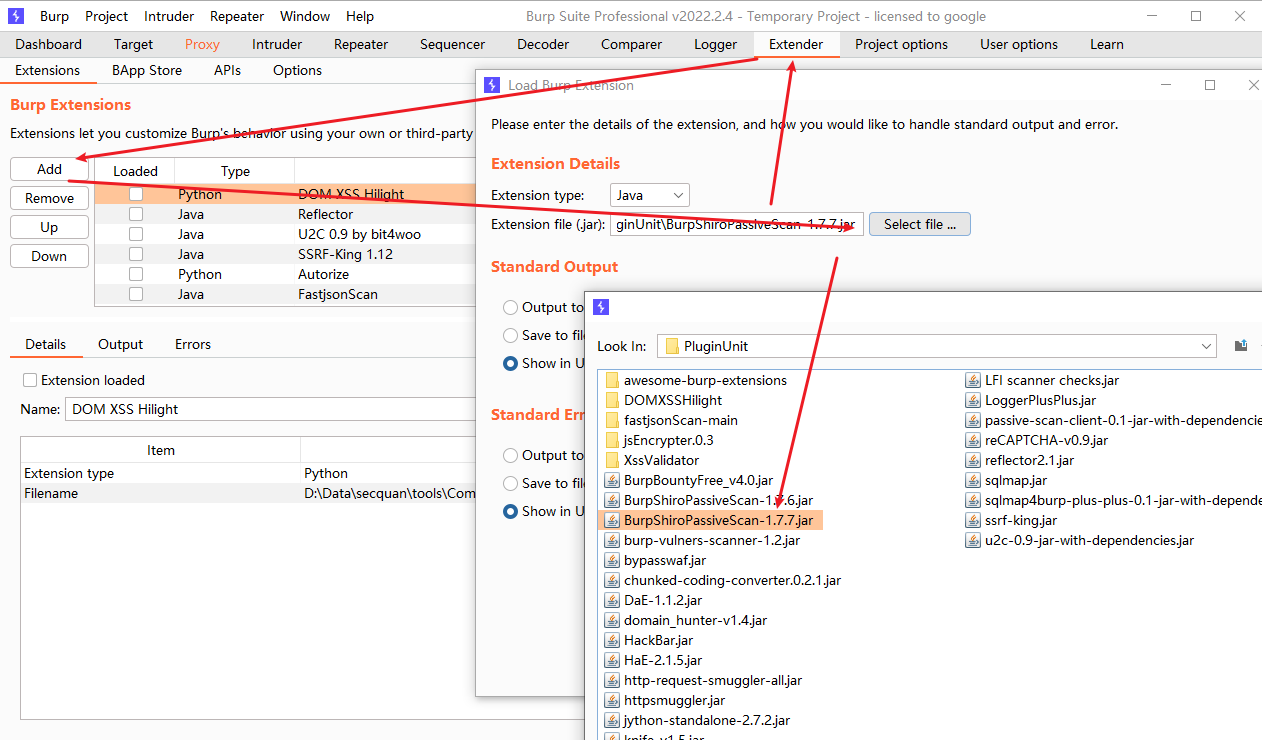 Burp Project Intruder Repeater Window Help Burp Suite Professional v2022.2.4 - Temporary Project - licensed to google
Dashboard Target Proxy Intruder Repeater Sequencer Decoder Comparer Logger Extender Project options User options Learn
Extensions BApp Store APIs Options
Burp Extensions
Extensions let you customize Burp's behavior using your own or third-party
Add
Remove
Up
Down
Loaded Type
Python DOM XSS Hilight
Java Reflector
Java U2C 0.9 by bit4woo
Java SSRF-King 1.12
Python Autorize
Java FastjsonScan
Details Output Errors
Extension loaded
Name: DOM XSS Hilight
Item
Extension type Python
Filename D:\Data\secquan\tools\Com
Load Burp Extension
Please enter the details of the extension, and how you would like to handle standard output and error.
Extension Details
Extension type: Java
Extension file (.jar): ginUnit\BurpShiroPassiveScan-1.7.7.jar Select file ...
Standard Output
Output to
Save to file
Show in U
Standard Err
Output to
Save to file
Show in U
Look In: PluginUnit
awesome-burp-extensions
DOMXSSHilight
fastjsonScan-main
jsEncrypter.0.3
XssValidator
BurpBountyFree_v4.0.jar
BurpShiroPassiveScan-1.7.6.jar
BurpShiroPassiveScan-1.7.7.jar
burp-vulners-scanner-1.2.jar
bypasswaf.jar
chunked-coding-converter.0.2.1.jar
DaE-1.1.2.jar
domain_hunter-v1.4.jar
HackBar.jar
HaE-2.1.5.jar
http-request-smuggler-all.jar
httpsmuggler.jar
jython-standalone-2.7.2.jar
knife-v1.5.jar
LFI scanner checks.jar
LoggerPlusPlus.jar
passive-scan-client-0.1-jar-with-dependencie
reCAPTCHA-v0.9.jar
reflector2.1.jar
sqlmap.jar
sqlmap4burp-plus-plus-0.1-jar-with-depende
ssrf-king.jar
u2c-0.9-jar-with-dependencies.jar